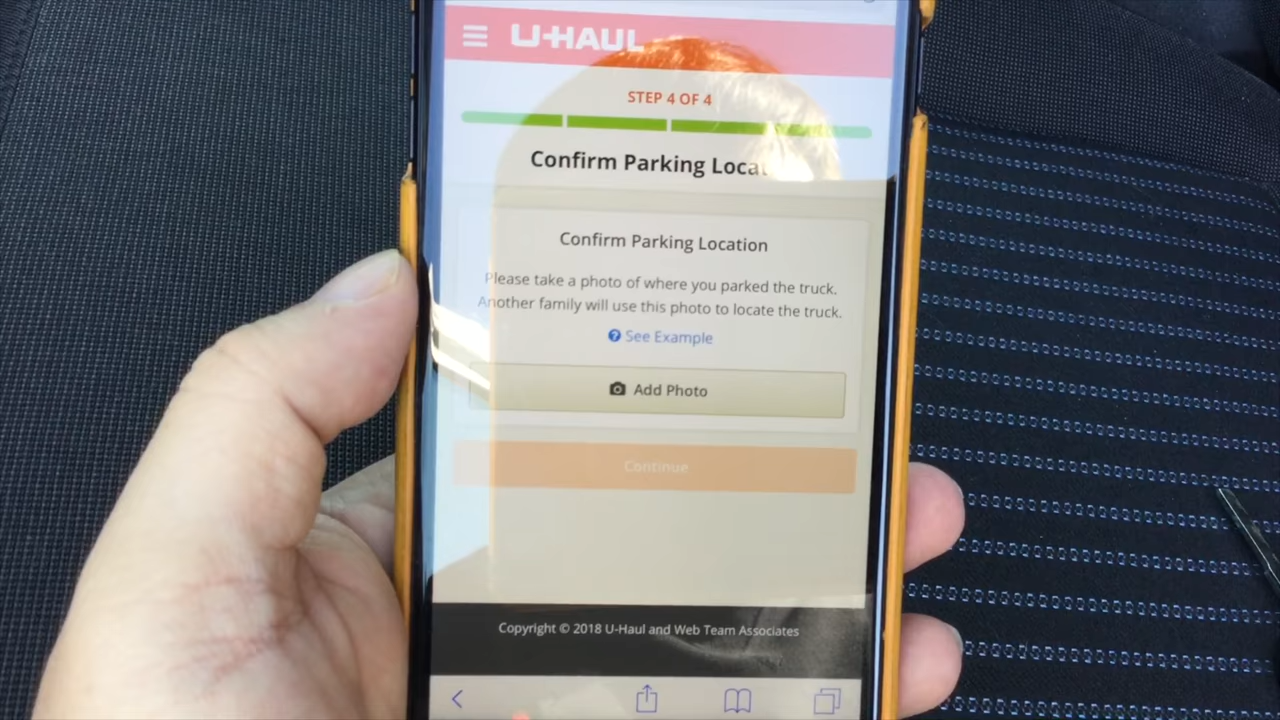 U-HAUL
STEP 4 OF 4
Confirm Parking
Confirm Parking Location
Please take a photo of where you parked the truck.
Another family will use this photo to locate the truck.
See Example
Add Photo
Continue
Copyright © 2018 U-Haul and Web Team Associates